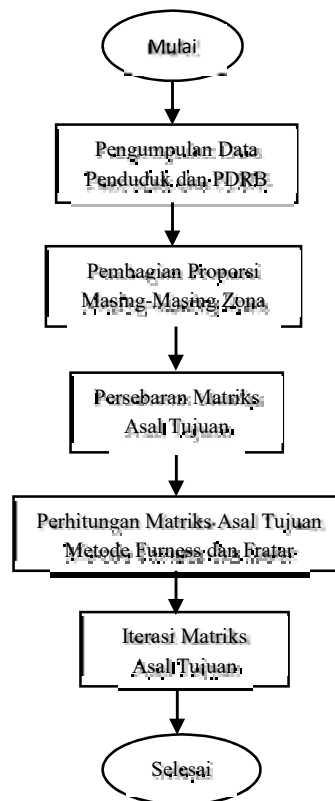 Mulai
Pengumpulan Data
Penduduk dan PDRB
Pembagian Proporsi
Masing-Masing Zona
Persebaran Matriks
Asal Tujuan
Perhitungan Matriks Asal Tujuan
Metode Furness dan Fratar
Iterasi Matriks
Asal Tujuan
Selesai